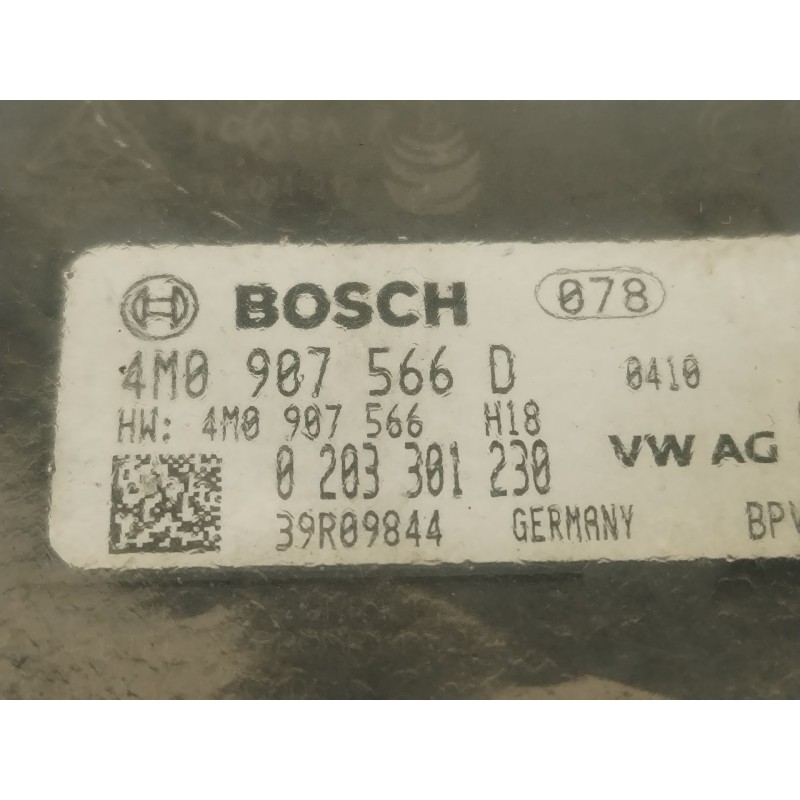 BOSCH 078
4M0 907 566 D 0410
HW: 4M0 907 566 H18
0 203 301 230 VW AG
39R09844 GERMANY BPV